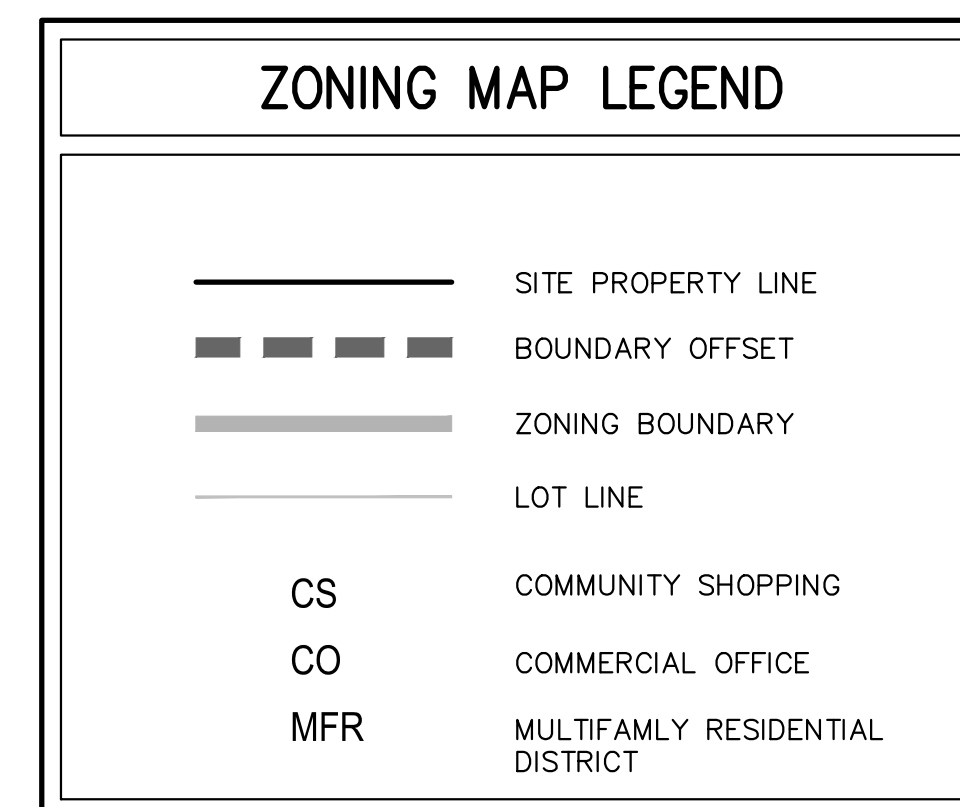 ZONING MAP LEGEND
SITE PROPERTY LINE
BOUNDARY OFFSET
ZONING BOUNDARY
LOT LINE
CS COMMUNITY SHOPPING
CO COMMERCIAL OFFICE
MFR MULTIFAMLY RESIDENTIAL
DISTRICT